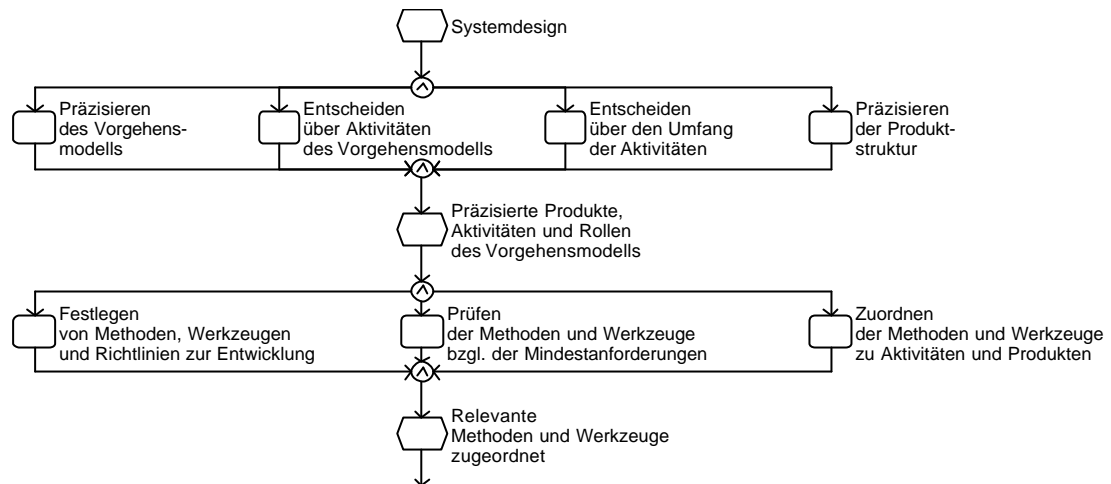 Systemdesign
Präzisieren
des Vorgehens-
modells
Entscheiden
über Aktivitäten
des Vorgehensmodells
Entscheiden
über den Umfang
der Aktivitäten
Präzisieren
der Produkt-
struktur
Präzisierte Produkte,
Aktivitäten und Rollen
des Vorgehensmodells
Festlegen
von Methoden, Werkzeugen
und Richtlinien zur Entwicklung
Prüfen
der Methoden und Werkzeuge
bzgl. der Mindestanforderungen
Zuordnen
der Methoden und Werkzeuge
zu Aktivitäten und Produkten
Relevante
Methoden und Werkzeuge
zugeordnet